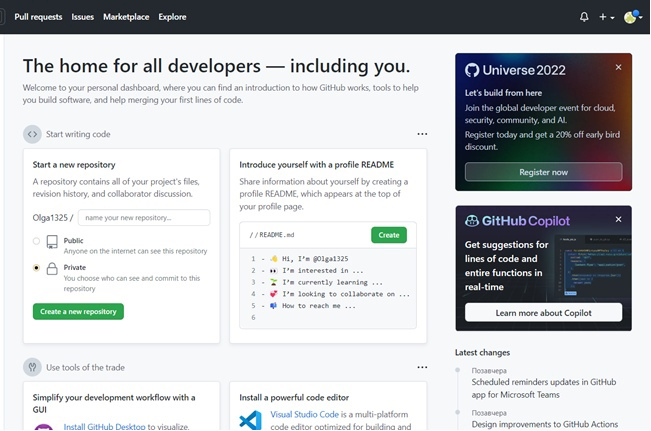 Pull requests Issues Marketplace Explore
The home for all developers — including you.
Welcome to your personal dashboard, where you can find an introduction to how GitHub works, tools to
help you build software, and help merging your first lines of code.
Start writing code
Start a new repository
A repository contains all of your project's files,
revision history, and collaborator discussion.
Olga1325 / name your new repository...
Public
Anyone on the internet can see this repository
Private
You choose who can see and commit to this
repository
Create a new repository
Introduce yourself with a profile README
Share information about yourself by creating a
profile README, which appears at the top of
your profile page.
//README.md Create
1 - 👋 Hi, I'm @Olga1325
2 - 👀 I'm interested in ...
3 - 🌱 I'm currently learning ...
4 - 💞️ I'm looking to collaborate on ...
5 - 📫 How to reach me ...
6
Use tools of the trade
Simplify your development workflow with a
GUI
Install GitHub Desktop to visualize,
Install a powerful code editor
Visual Studio Code is a multi-platform
code editor optimized for building and
Universe 2022
Let's build from here
Join the global developer event for cloud,
security, community, and AI.
Register today and get a 20% off early bird
discount.
Register now
GitHub Copilot
Get suggestions for
lines of code and
entire functions in
real-time
Learn more about Copilot
Latest changes
Позавчера
Scheduled reminders updates in GitHub
app for Microsoft Teams
Позавчера
Design improvements to GitHub Actions